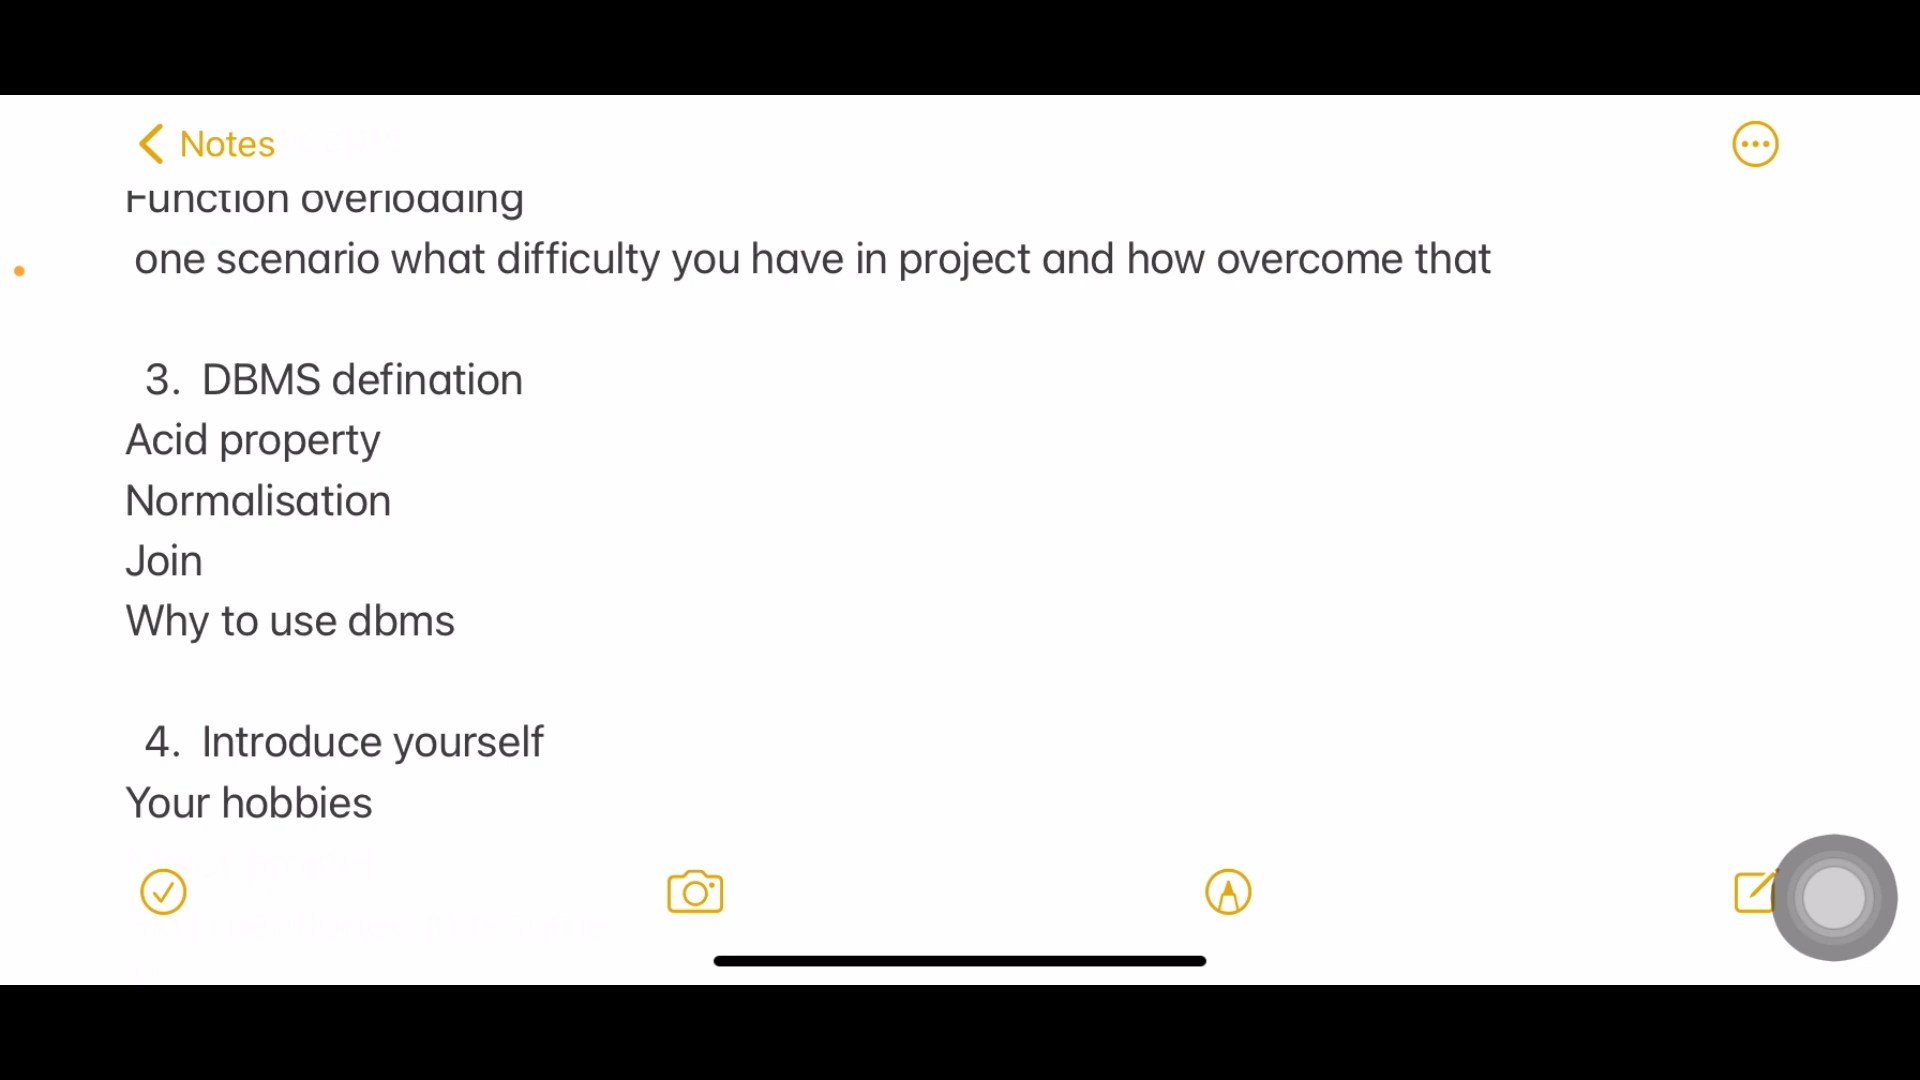 Notes
Function overloading
one scenario what difficulty you have in project and how overcome that
3. DBMS defination
Acid property
Normalisation
Join
Why to use dbms
4. Introduce yourself
Your hobbies